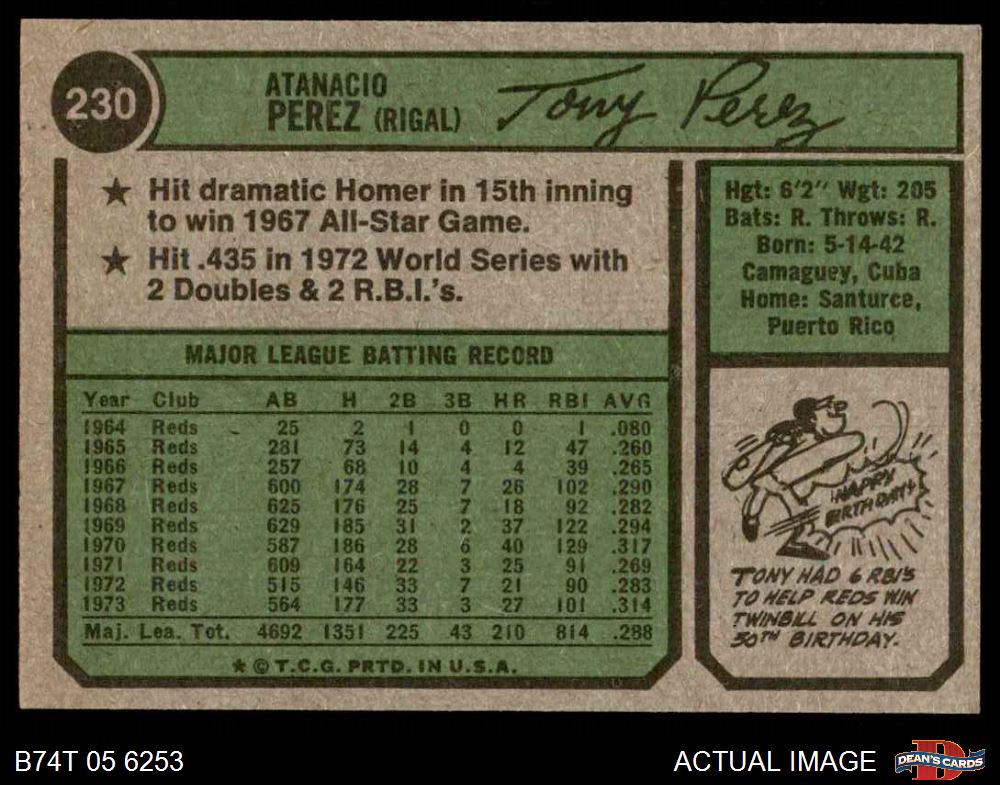 230
ATANACIO
PEREZ (RIGAL)
Tony Perez
★ Hit dramatic Homer in 15th inning
to win 1967 All-Star Game.
★ Hit .435 in 1972 World Series with
2 Doubles & 2 R.B.I.'s.
Hgt: 6'2" Wgt: 205
Bats: R. Throws: R.
Born: 5-14-42
Camaguey, Cuba
Home: Santurce,
Puerto Rico
MAJOR LEAGUE BATTING RECORD
Year Club AB H 2B 3B HR RBI AVG
1964 Reds 25 2 1 0 0 1 .080
1965 Reds 281 73 14 4 12 47 .260
1966 Reds 257 68 10 4 4 39 .265
1967 Reds 600 174 28 7 26 102 .290
1968 Reds 625 176 25 7 18 92 .282
1969 Reds 629 185 31 2 37 122 .294
1970 Reds 587 186 28 6 40 129 .317
1971 Reds 609 164 22 3 25 91 .269
1972 Reds 515 146 33 7 21 90 .283
1973 Reds 564 177 33 3 27 101 .314
Maj. Lea. Tot. 4692 1351 225 43 210 814 .288
★ © T.C.G. PRTD. IN U.S.A.
HAPPY
BIRTHDAY!
TONY HAD 6 RBI'S
TO HELP REDS WIN
TWINBILL ON HIS
30TH BIRTHDAY.
B74T 05 6253
ACTUAL IMAGE
DEAN'S CARDS